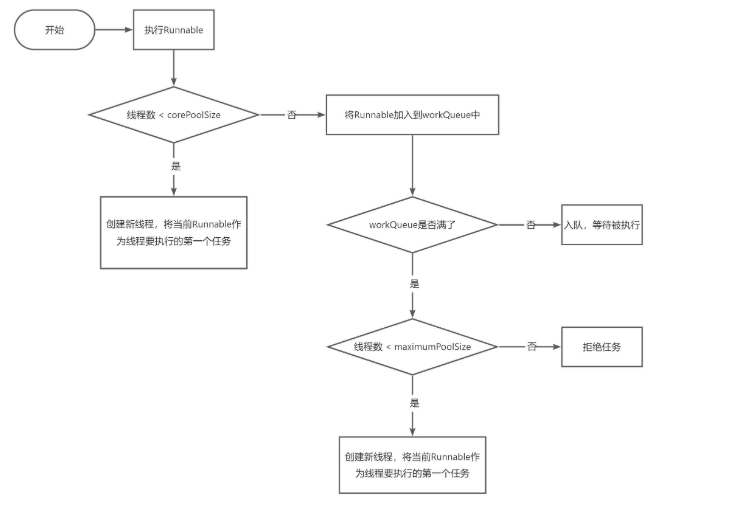 开始
执行Runnable
线程数 < corePoolSize
否
将Runnable加入到workQueue中
是
创建新线程，将当前Runnable作
为线程要执行的第一个任务
workQueue是否满了
否
入队，等待被执行
是
线程数 < maximumPoolSize
否
拒绝任务
是
创建新线程，将当前Runnable作
为线程要执行的第一个任务